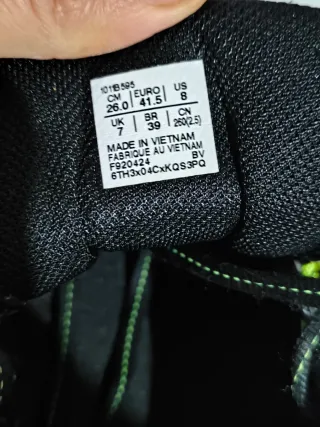 1011B595
CM EURO US
26.0 41.5 8
UK BR CN
7 39 260(2.5)
MADE IN VIETNAM
FABRIQUE AU VIETNAM
F920424 BV
6TH3x04CxKQS3PQ